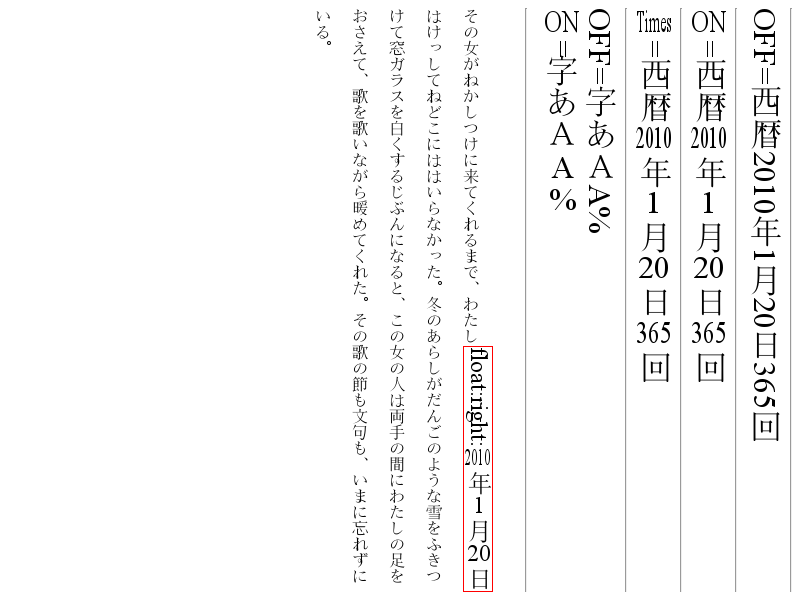 OFF=西暦2010年1月20日365回
ON=西暦2010年1月20日365回
Times=西暦2010年1月20日365回
OFF=字あＡA%
ON=字あＡA%
その女がねかしつけに来てくれるまで、わたし
float:right:2010年1月20日
はけっしてねどこにははいらなかった。冬のあらしがだんごのような雪をふきつ
けて窓ガラスを白くするじぶんになると、この女の人は両手の間にわたしの足を
おさえて、歌を歌いながら暖めてくれた。その歌の節も文句も、いまに忘れずに
いる。